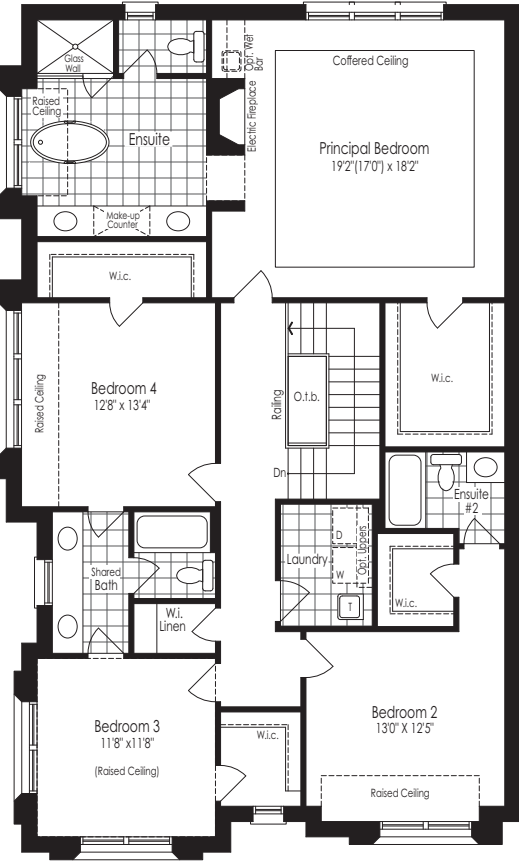 Glass
Wall
Opt. Wet
Bar
Coffered Ceiling
Raised
Ceiling
Ensuite
Electric Fireplace
Principal Bedroom
19'2"(17'0") x 18'2"
Make-up
Counter
W.i.c.
Bedroom 4
12'8" x 13'4"
Raised Ceiling
Railing
O.t.b.
W.i.c.
Dn
Ensuite
#2
D
Opt. Uppers
Laundry
W
T
Shared
Bath
W.i.
Linen
W.i.c.
Bedroom 3
11'8" x11'8"
(Raised Ceiling)
W.i.c.
Bedroom 2
13'0" X 12'5"
Raised Ceiling